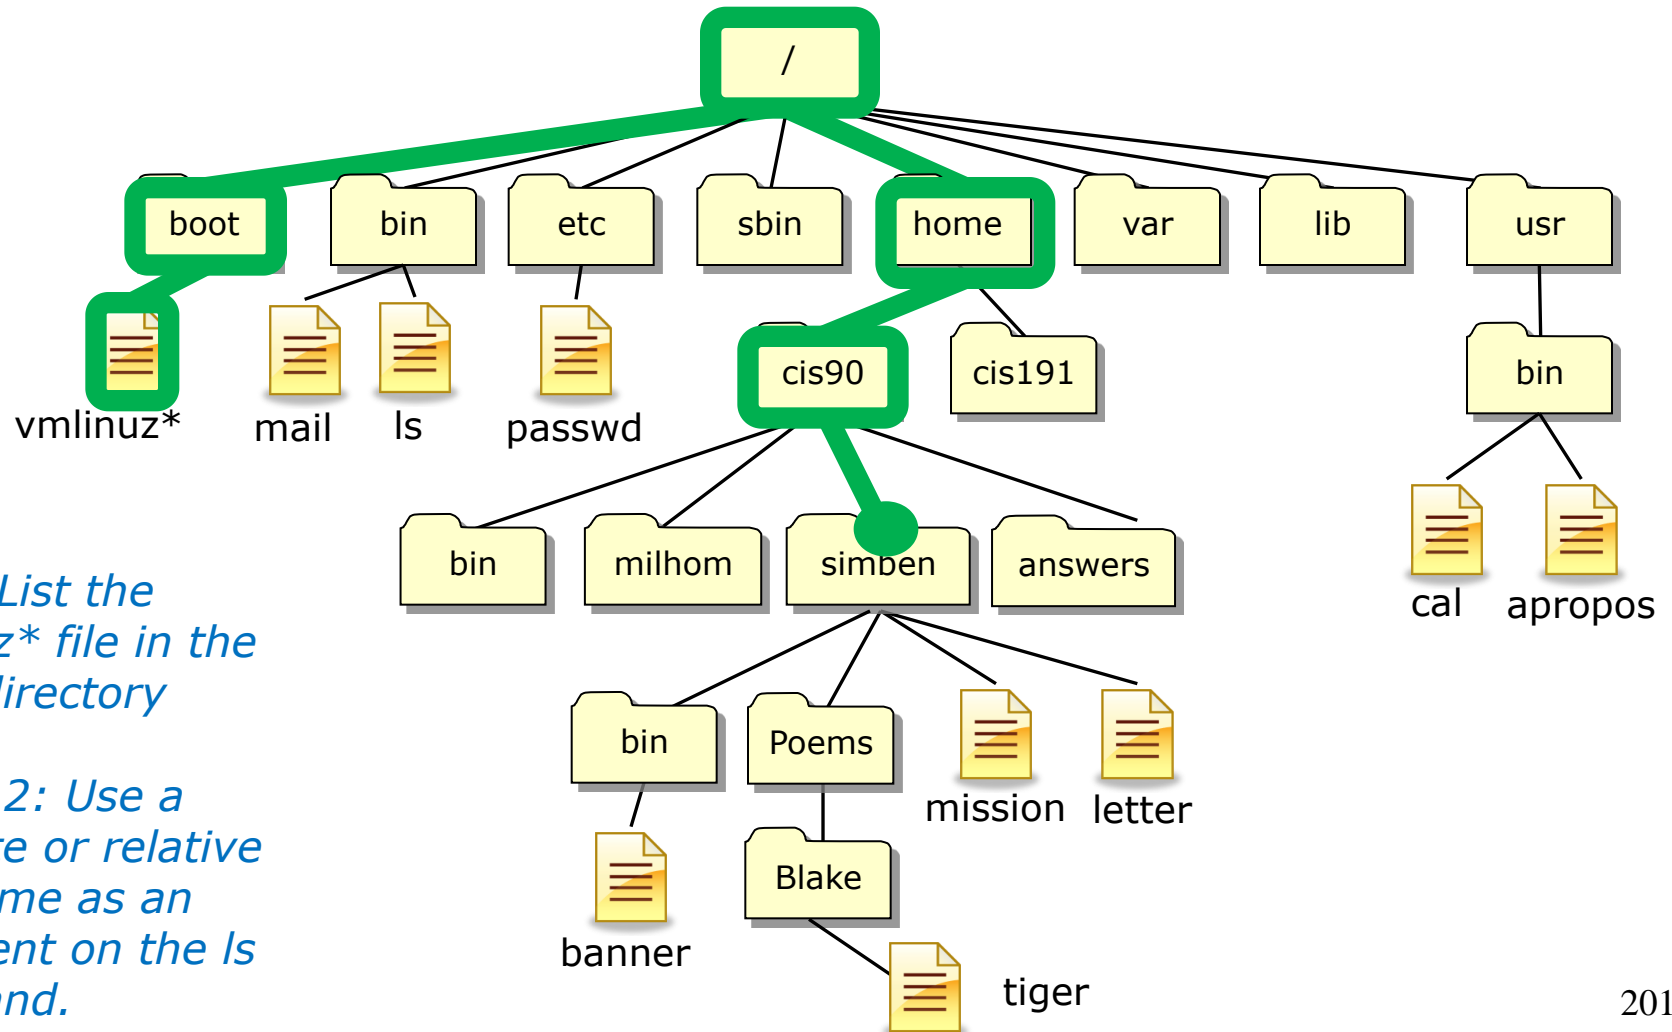 /
boot bin etc sbin home var lib usr
cis90 cis191 bin
vmlinuz* mail ls passwd
bin milhom simben answers
cal apropos
List the
z* file in the
directory
bin Poems
mission letter
2: Use a
te or relative
me as an
ent on the ls
nd.
Blake
banner
tiger
201